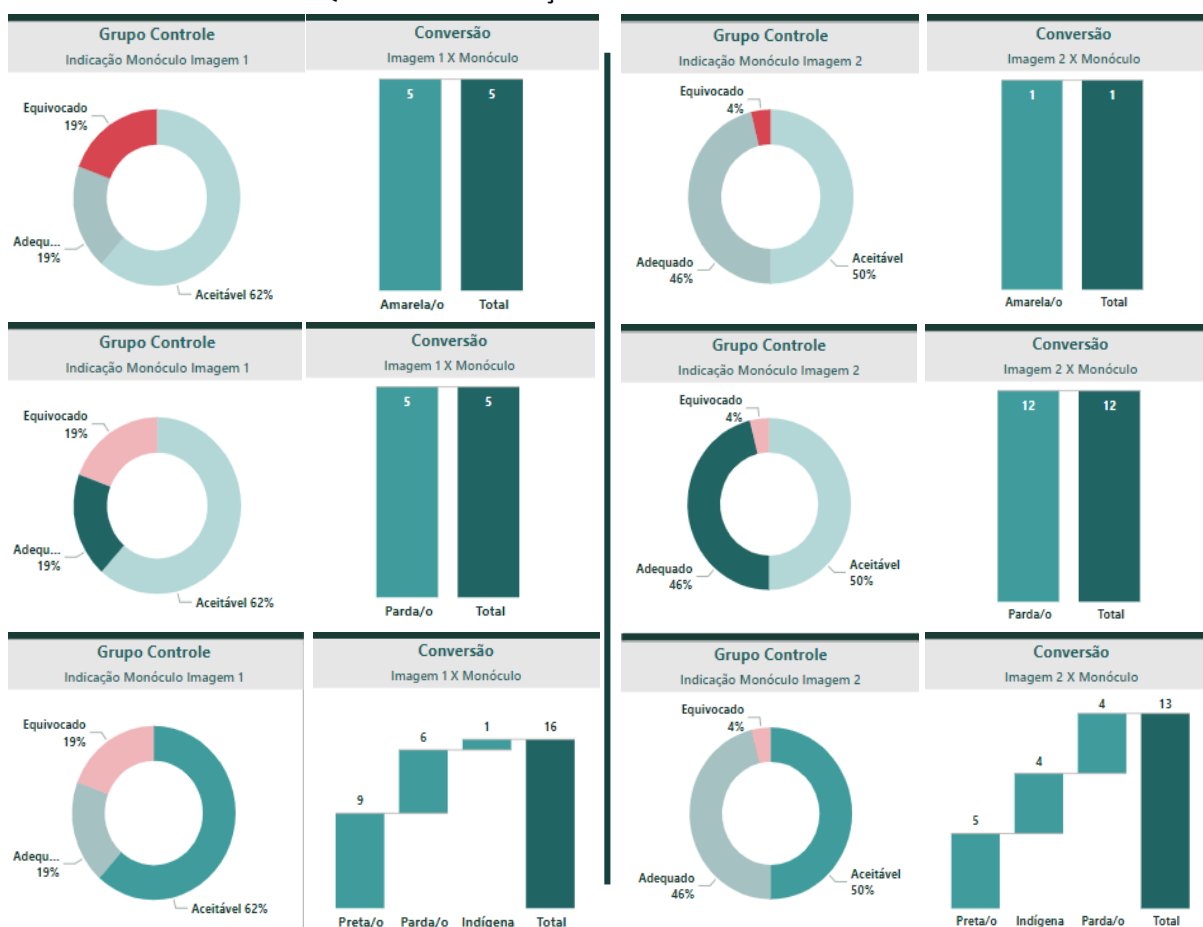 Grupo Controle
Indicação Monóculo Imagem 1
Equivocado
19%
Adequ...
19%
Aceitável 62%
Conversão
Imagem 1 X Monóculo
5
5
Amarela/o
Total
Grupo Controle
Indicação Monóculo Imagem 2
Equivocado
4%
Adequado
46%
Aceitável
50%
Conversão
Imagem 2 X Monóculo
1
1
Amarela/o
Total
Grupo Controle
Indicação Monóculo Imagem 1
Equivocado
19%
Adequ...
19%
Aceitável 62%
Conversão
Imagem 1 X Monóculo
5
5
Parda/o
Total
Grupo Controle
Indicação Monóculo Imagem 2
Equivocado
4%
Adequado
46%
Aceitável
50%
Conversão
Imagem 2 X Monóculo
12
12
Parda/o
Total
Grupo Controle
Indicação Monóculo Imagem 1
Equivocado
19%
Adequ...
19%
Aceitável 62%
Conversão
Imagem 1 X Monóculo
9
6
1
16
Preta/o
Parda/o
Indígena
Total
Grupo Controle
Indicação Monóculo Imagem 2
Equivocado
4%
Adequado
46%
Aceitável
50%
Conversão
Imagem 2 X Monóculo
5
4
4
13
Preta/o
Indígena
Parda/o
Total